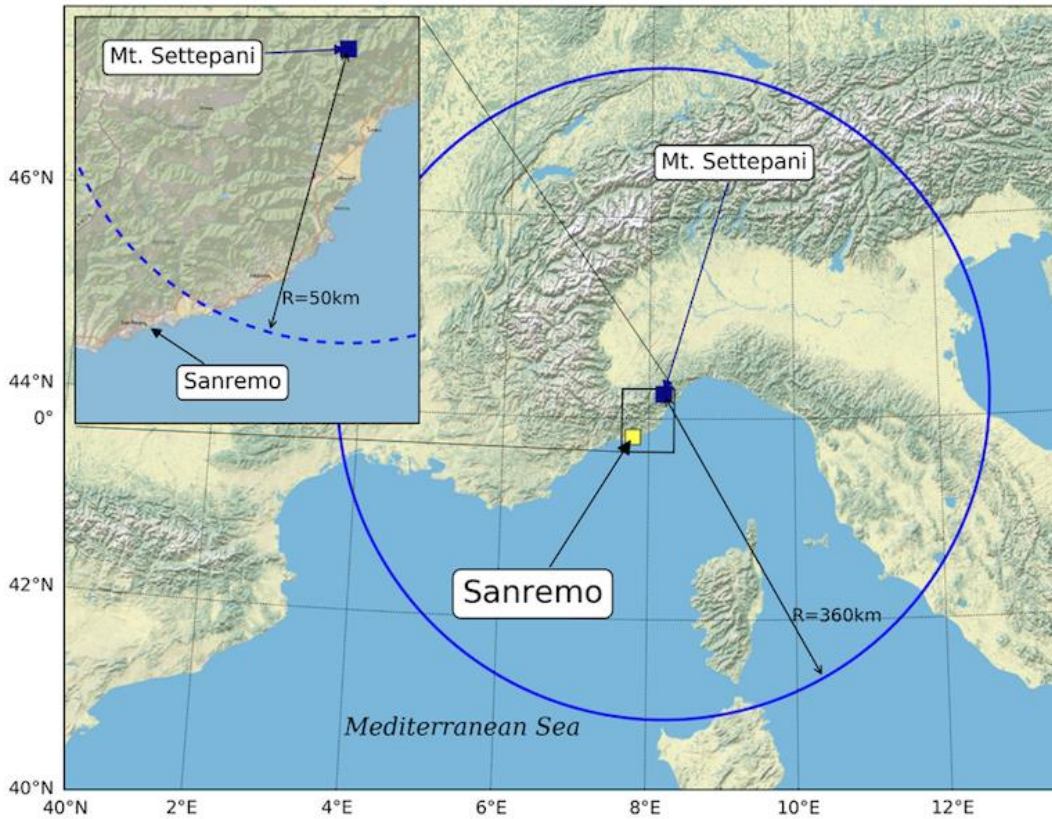 Mt. Settepani
R=50km
Sanremo
Mt. Settepani
Sanremo
R=360km
Mediterranean Sea
46°N
44°N
0°
42°N
40°N
40°N
2°E
4°E
6°E
8°E
10°E
12°E